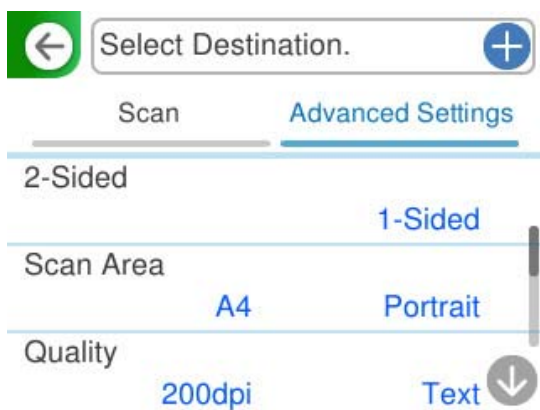 Select Destination.
Scan Advanced Settings
2-Sided
1-Sided
Scan Area
A4 Portrait
Quality
200dpi Text